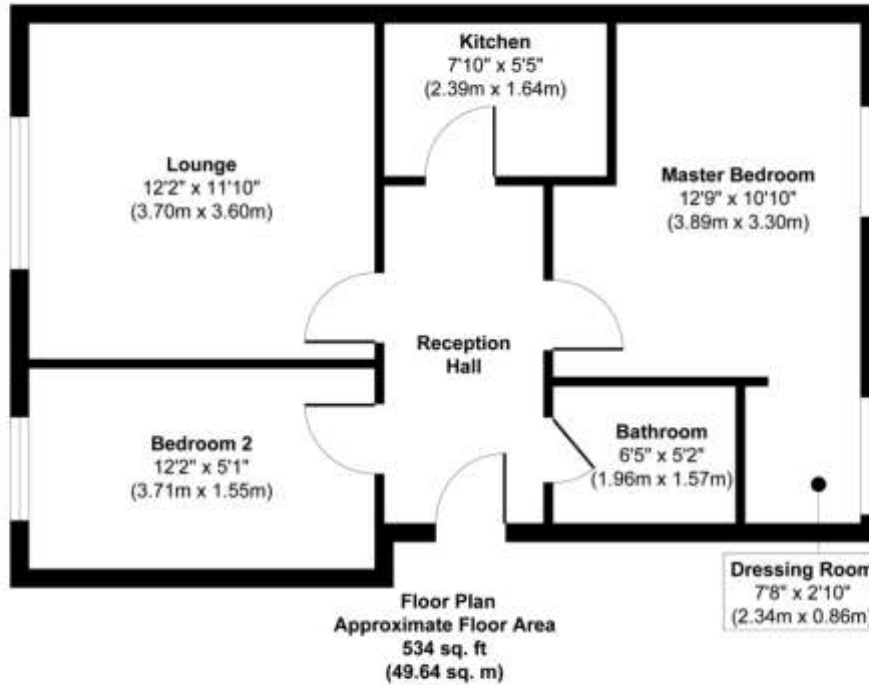 Kitchen
7'10" x 5'5"
(2.39m x 1.64m)
Lounge
12'2" x 11'10"
(3.70m x 3.60m)
Master Bedroom
12'9" x 10'10"
(3.89m x 3.30m)
Reception
Hall
Bedroom 2
12'2" x 5'1"
(3.71m x 1.55m)
Bathroom
6'5" x 5'2"
(1.96m x 1.57m)
Dressing Room
7'8" x 2'10"
(2.34m x 0.86m)
Floor Plan
Approximate Floor Area
534 sq. ft
(49.64 sq. m)